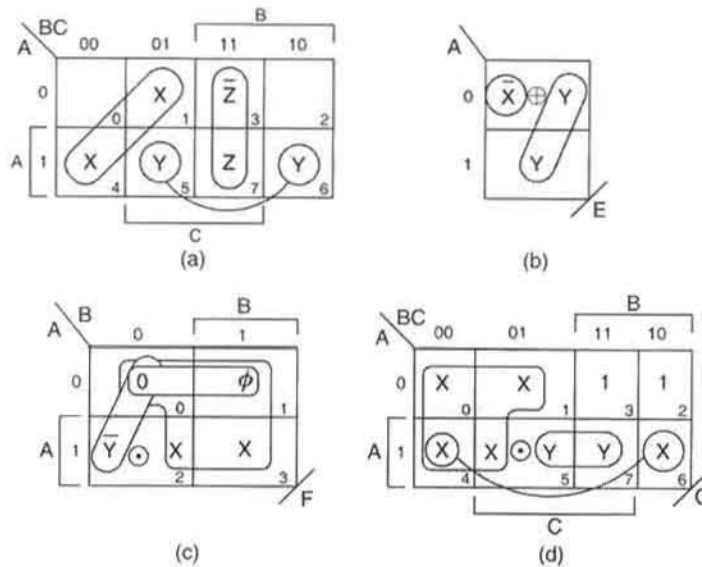 B
BC
A 00 01 11 10
0 X Z̅
0 1 3 2
A 1 X Y Z Y
4 5 7 6
C
(a)
A
0 X̅ ⊕ Y
1 Y
E
(b)
B
B
A 0 1
0 0 ϕ
0 1
A 1 Y̅ ⊙ X X
2 3
F
(c)
B
BC
A 00 01 11 10
0 X X 1 1
0 1 3 2
A 1 X X ⊙ Y Y X
4 5 7 6
C
(d)